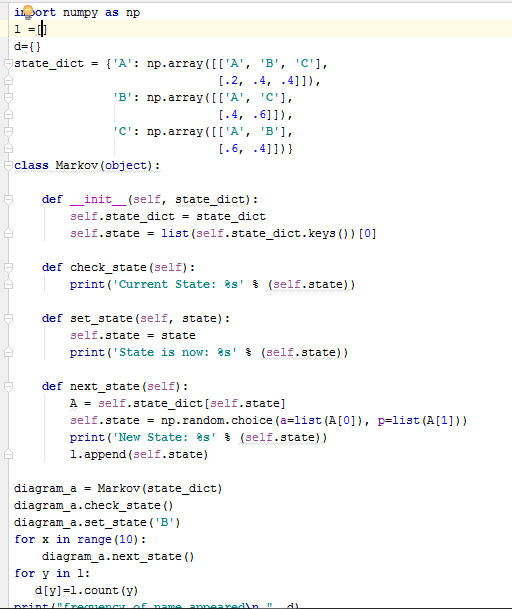 import numpy as np
l =[]
d={}
state_dict = {'A': np.array([['A', 'B', 'C'],
[.2, .4, .4]]),
'B': np.array([['A', 'C'],
[.4, .6]]),
'C': np.array([['A', 'B'],
[.6, .4]])}
class Markov(object):
def __init__(self, state_dict):
self.state_dict = state_dict
self.state = list(self.state_dict.keys())[0]
def check_state(self):
print('Current State: %s' % (self.state))
def set_state(self, state):
self.state = state
print('State is now: %s' % (self.state))
def next_state(self):
A = self.state_dict[self.state]
self.state = np.random.choice(a=list(A[0]), p=list(A[1]))
print('New State: %s' % (self.state))
l.append(self.state)
diagram_a = Markov(state_dict)
diagram_a.check_state()
diagram_a.set_state('B')
for x in range(10):
diagram_a.next_state()
for y in l:
d[y]=l.count(y)
print("frequency of name appeared\n ", d)